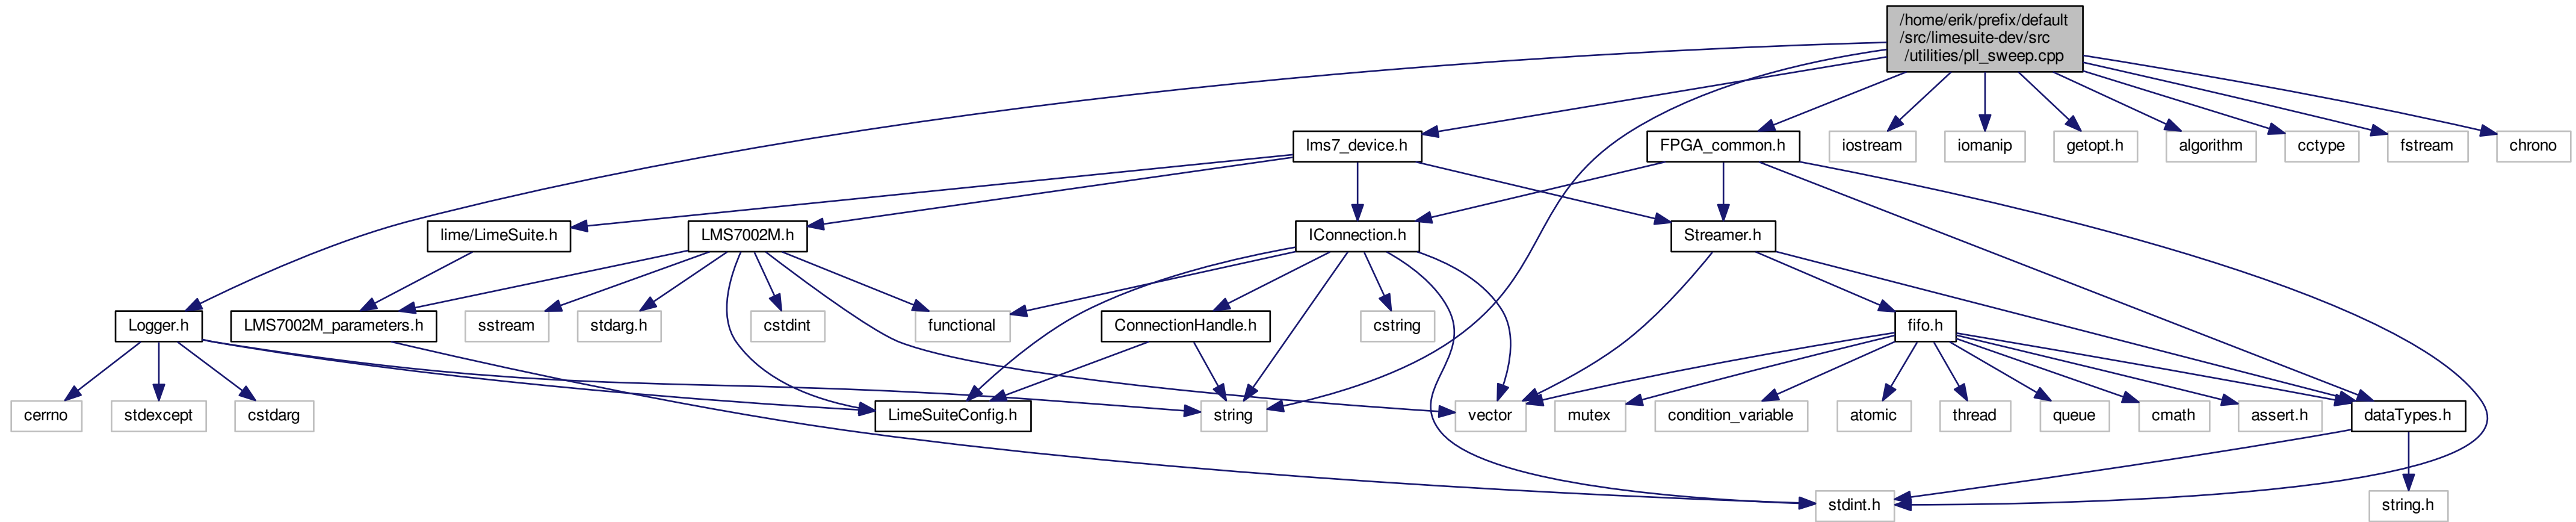 /home/erik/prefix/default
/src/limesuite-dev/src
/utilities/pll_sweep.cpp
lms7_device.h
FPGA_common.h
iostream
iomanip
getopt.h
algorithm
cctype
fstream
chrono
lime/LimeSuite.h
LMS7002M.h
IConnection.h
Streamer.h
Logger.h
LMS7002M_parameters.h
sstream
stdarg.h
cstdint
functional
ConnectionHandle.h
cstring
fifo.h
cerrno
stdexcept
cstdarg
LimeSuiteConfig.h
string
vector
mutex
condition_variable
atomic
thread
queue
cmath
assert.h
dataTypes.h
stdint.h
string.h